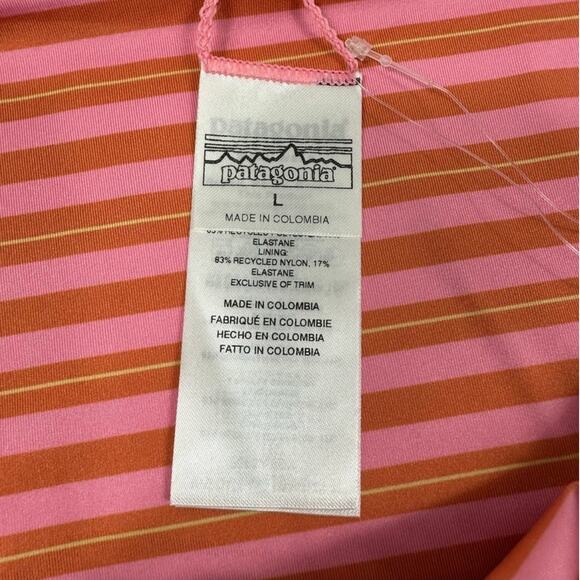 patagonia®
L
MADE IN COLOMBIA
ELASTANE
LINING:
83% RECYCLED NYLON, 17%
ELASTANE
EXCLUSIVE OF TRIM
MADE IN COLOMBIA
FABRIQUÉ EN COLOMBIE
HECHO EN COLOMBIA
FATTO IN COLOMBIA